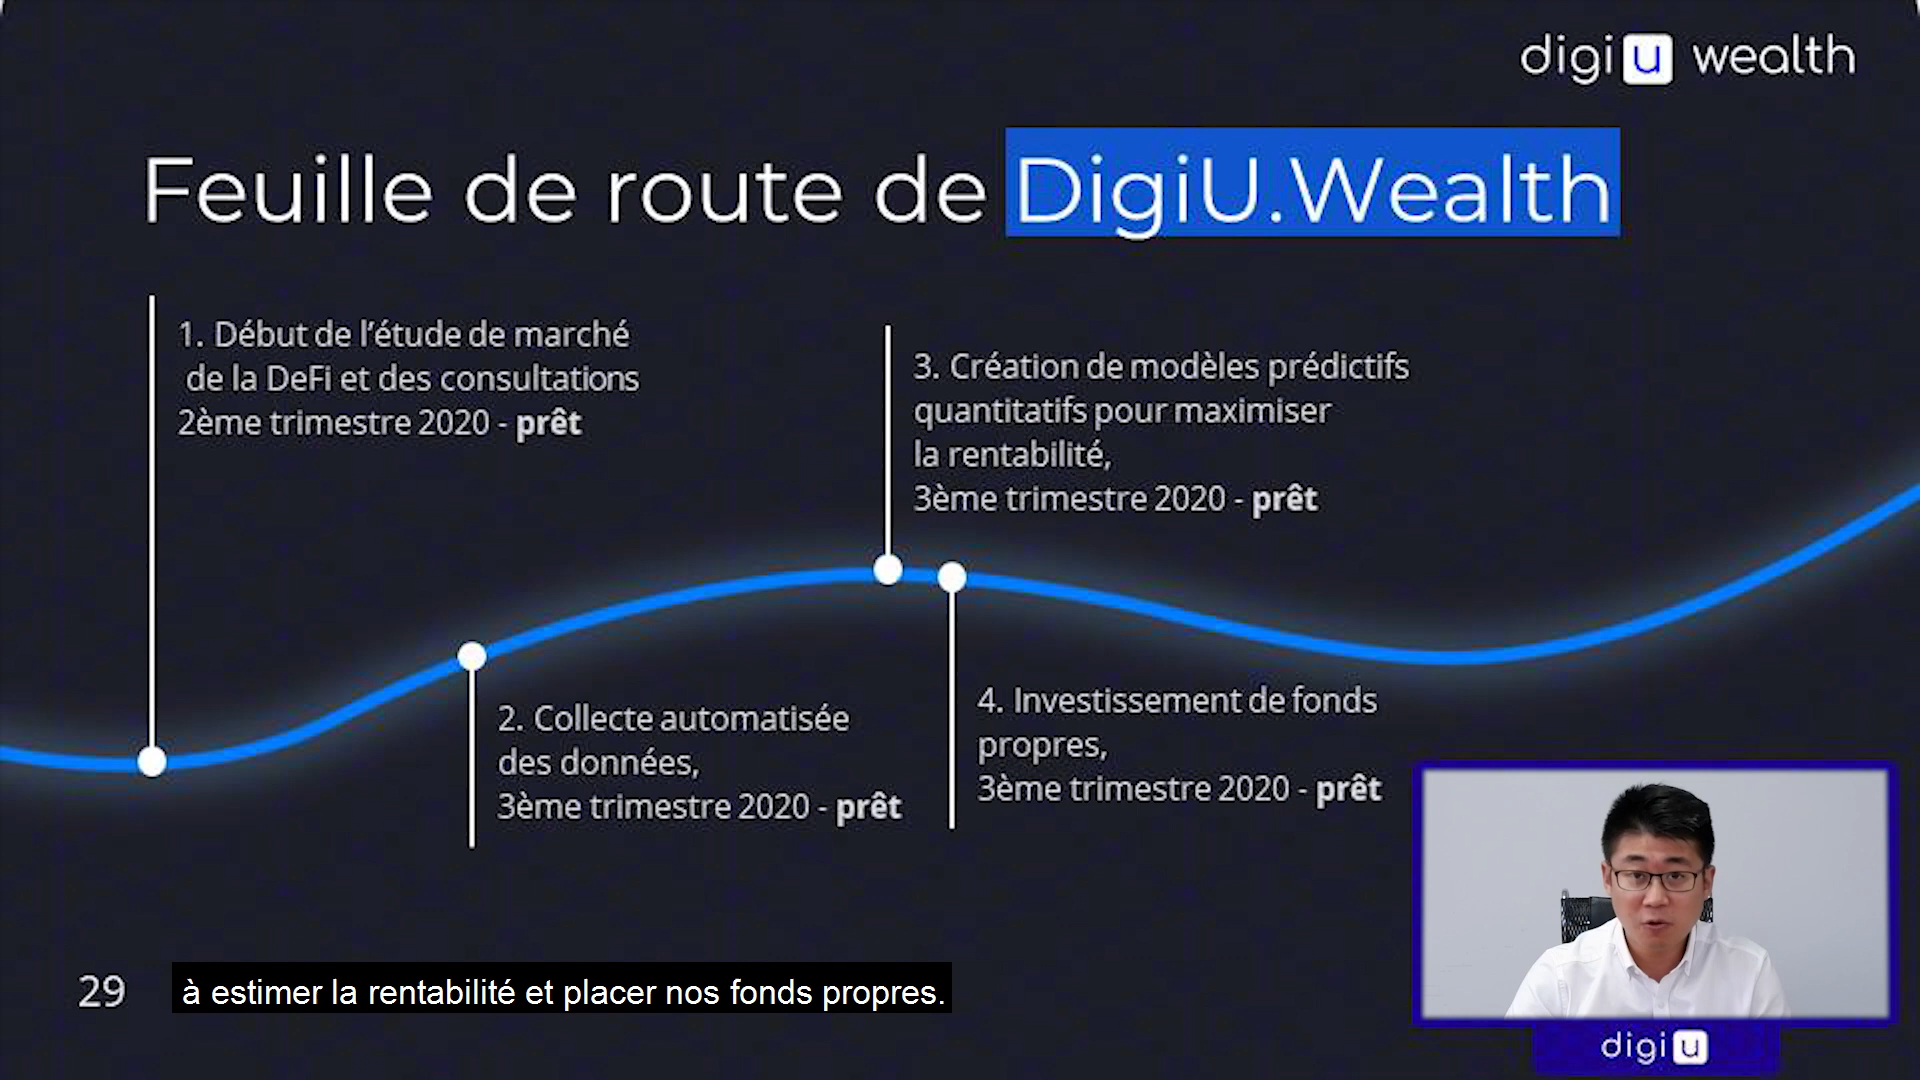 digi u wealth
Feuille de route de DigiU.Wealth
1. Début de l'étude de marché
de la DeFi et des consultations
2ème trimestre 2020 - prêt
3. Création de modèles prédictifs
quantitatifs pour maximiser
la rentabilité,
3ème trimestre 2020 - prêt
2. Collecte automatisée
des données,
3ème trimestre 2020 - prêt
4. Investissement de fonds
propres,
3ème trimestre 2020 - prêt
29
à estimer la rentabilité et placer nos fonds propres.
digi u